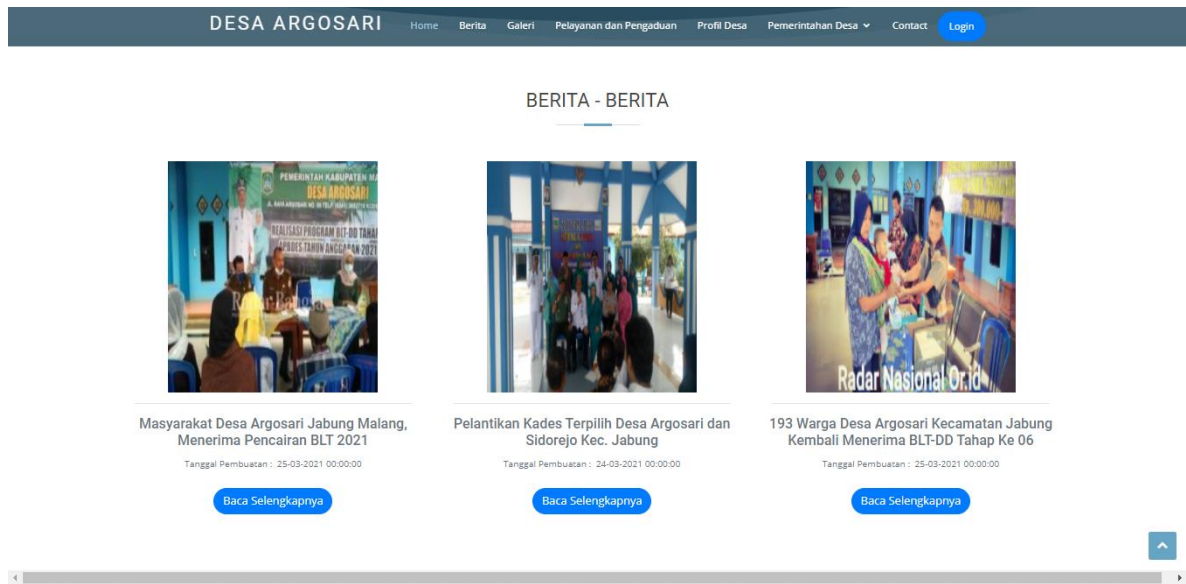 DESA ARGOSARI
Home Berita Galeri Pelayanan dan Pengaduan Profil Desa Pemerintahan Desa Contact Login
BERITA - BERITA
PEMERINTAH KABUPATEN MA
DESA ARGOSARI
REALISASI PROGRAM BLT-DD TAHAP
APBDES TAHUN ANGGARAN 2021
Radar Bangsa
Radar Nasional Or.id
Masyarakat Desa Argosari Jabung Malang,
Menerima Pencairan BLT 2021
Tanggal Pembuatan : 25-03-2021 00:00:00
Baca Selengkapnya
Pelantikan Kades Terpilih Desa Argosari dan
Sidorejo Kec. Jabung
Tanggal Pembuatan : 24-03-2021 00:00:00
Baca Selengkapnya
193 Warga Desa Argosari Kecamatan Jabung
Kembali Menerima BLT-DD Tahap Ke 06
Tanggal Pembuatan : 25-03-2021 00:00:00
Baca Selengkapnya